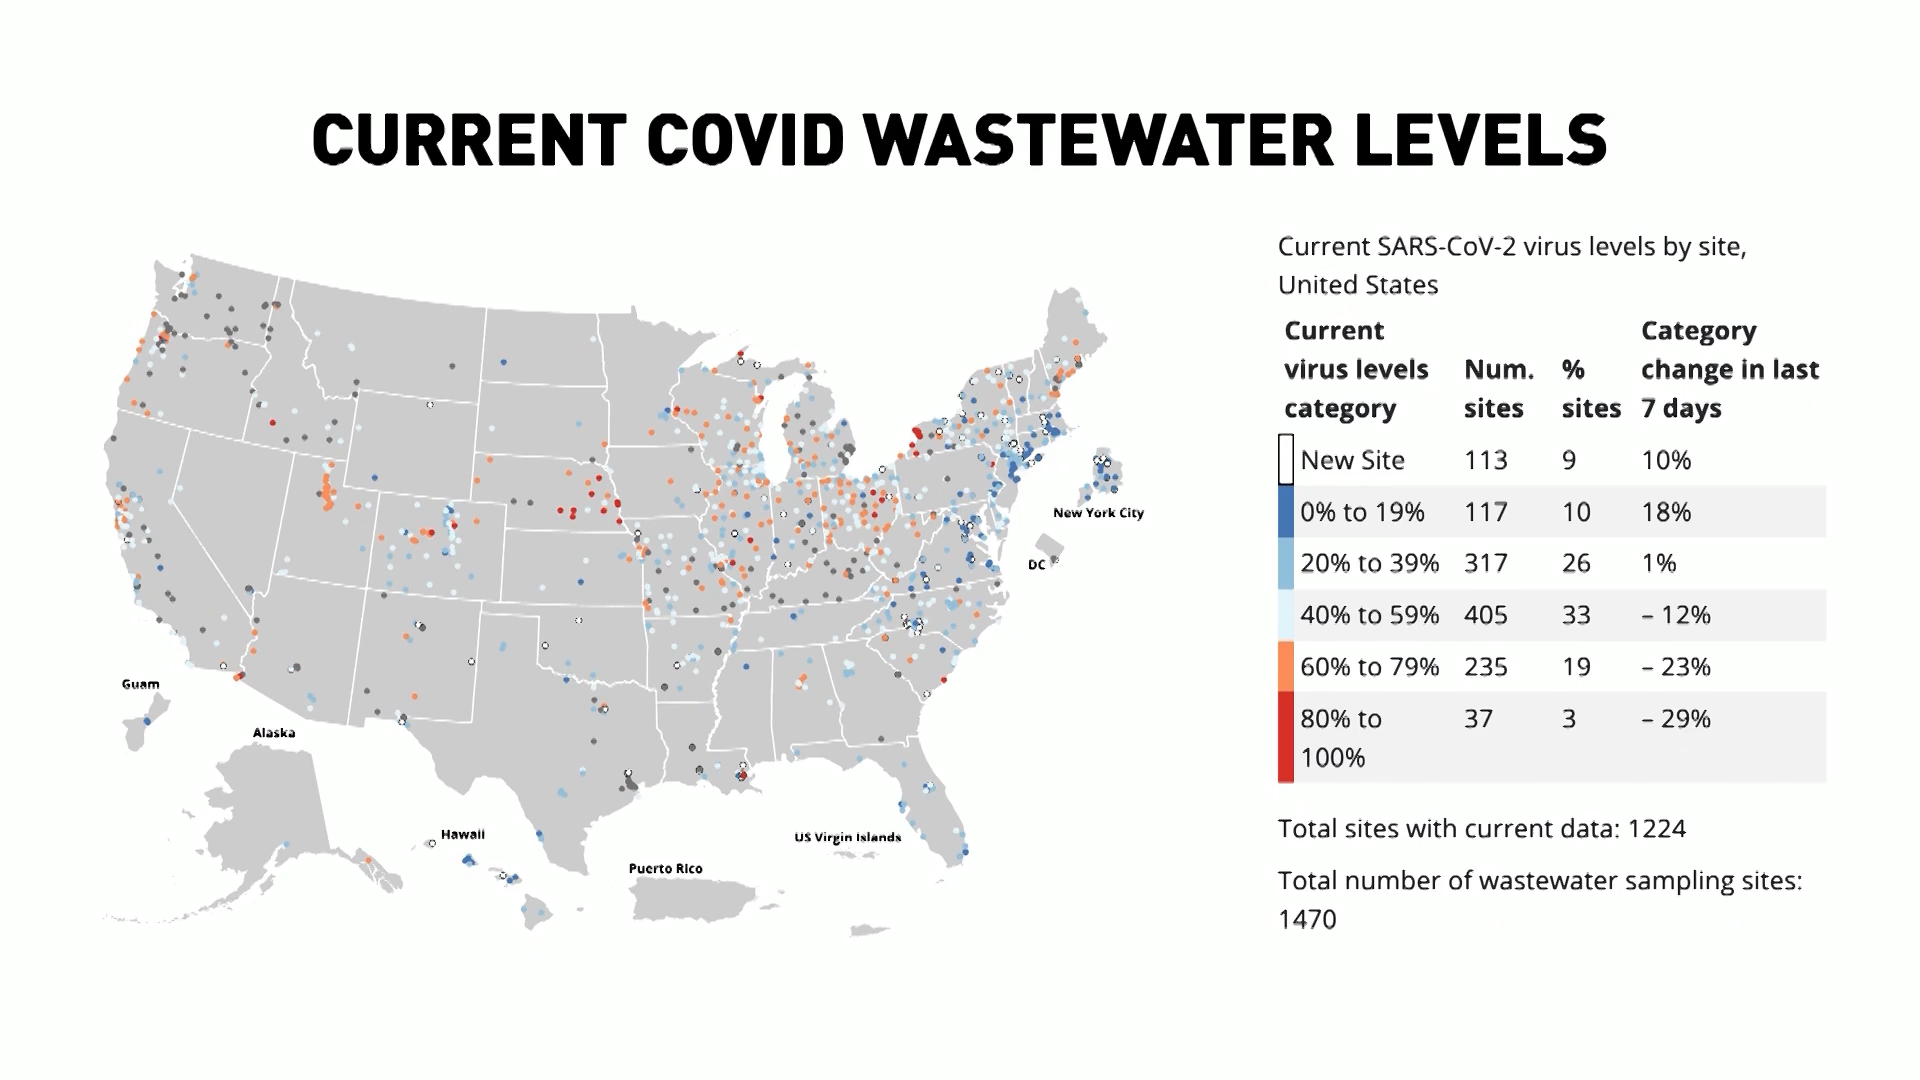 CURRENT COVID WASTEWATER LEVELS
Current SARS-CoV-2 virus levels by site,
United States
Current
virus levels
category
Num.
sites
%
sites
Category
change in last
7 days
New Site 113 9 10%
0% to 19% 117 10 18%
20% to 39% 317 26 1%
40% to 59% 405 33 – 12%
60% to 79% 235 19 – 23%
80% to 37 3 – 29%
100%
Total sites with current data: 1224
Total number of wastewater sampling sites:
1470
New York City
DC
Guam
Alaska
Hawaii
US Virgin Islands
Puerto Rico